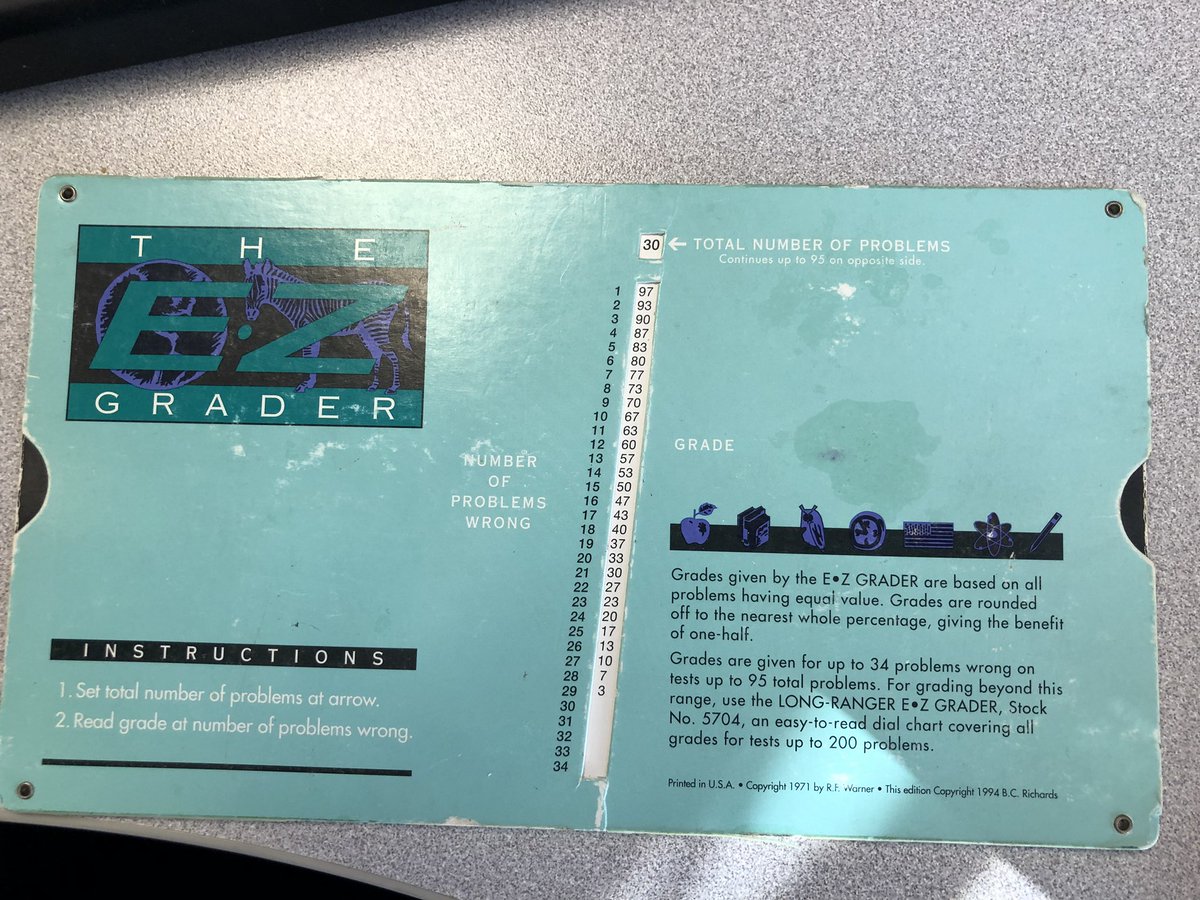 THE
E•Z
GRADER
30 ← TOTAL NUMBER OF PROBLEMS
Continues up to 95 on opposite side.
1 97
2 93
3 90
4 87
5 83
6 80
7 77
8 73
9 70
10 67
11 63
12 60
13 57
14 53
15 50
16 47
17 43
18 40
19 37
20 33
21 30
22 27
23 23
24 20
25 17
26 13
27 10
28 7
29 3
30
31
32
33
34
NUMBER
OF
PROBLEMS
WRONG
GRADE
INSTRUCTIONS
1. Set total number of problems at arrow.
2. Read grade at number of problems wrong.
Grades given by the E•Z GRADER are based on all
problems having equal value. Grades are rounded
off to the nearest whole percentage, giving the benefit
of one-half.
Grades are given for up to 34 problems wrong on
tests up to 95 total problems. For grading beyond this
range, use the LONG-RANGER E•Z GRADER, Stock
No. 5704, an easy-to-read dial chart covering all
grades for tests up to 200 problems.
Printed in U.S.A. • Copyright 1971 by R.F. Warner • This edition Copyright 1994 B.C. Richards